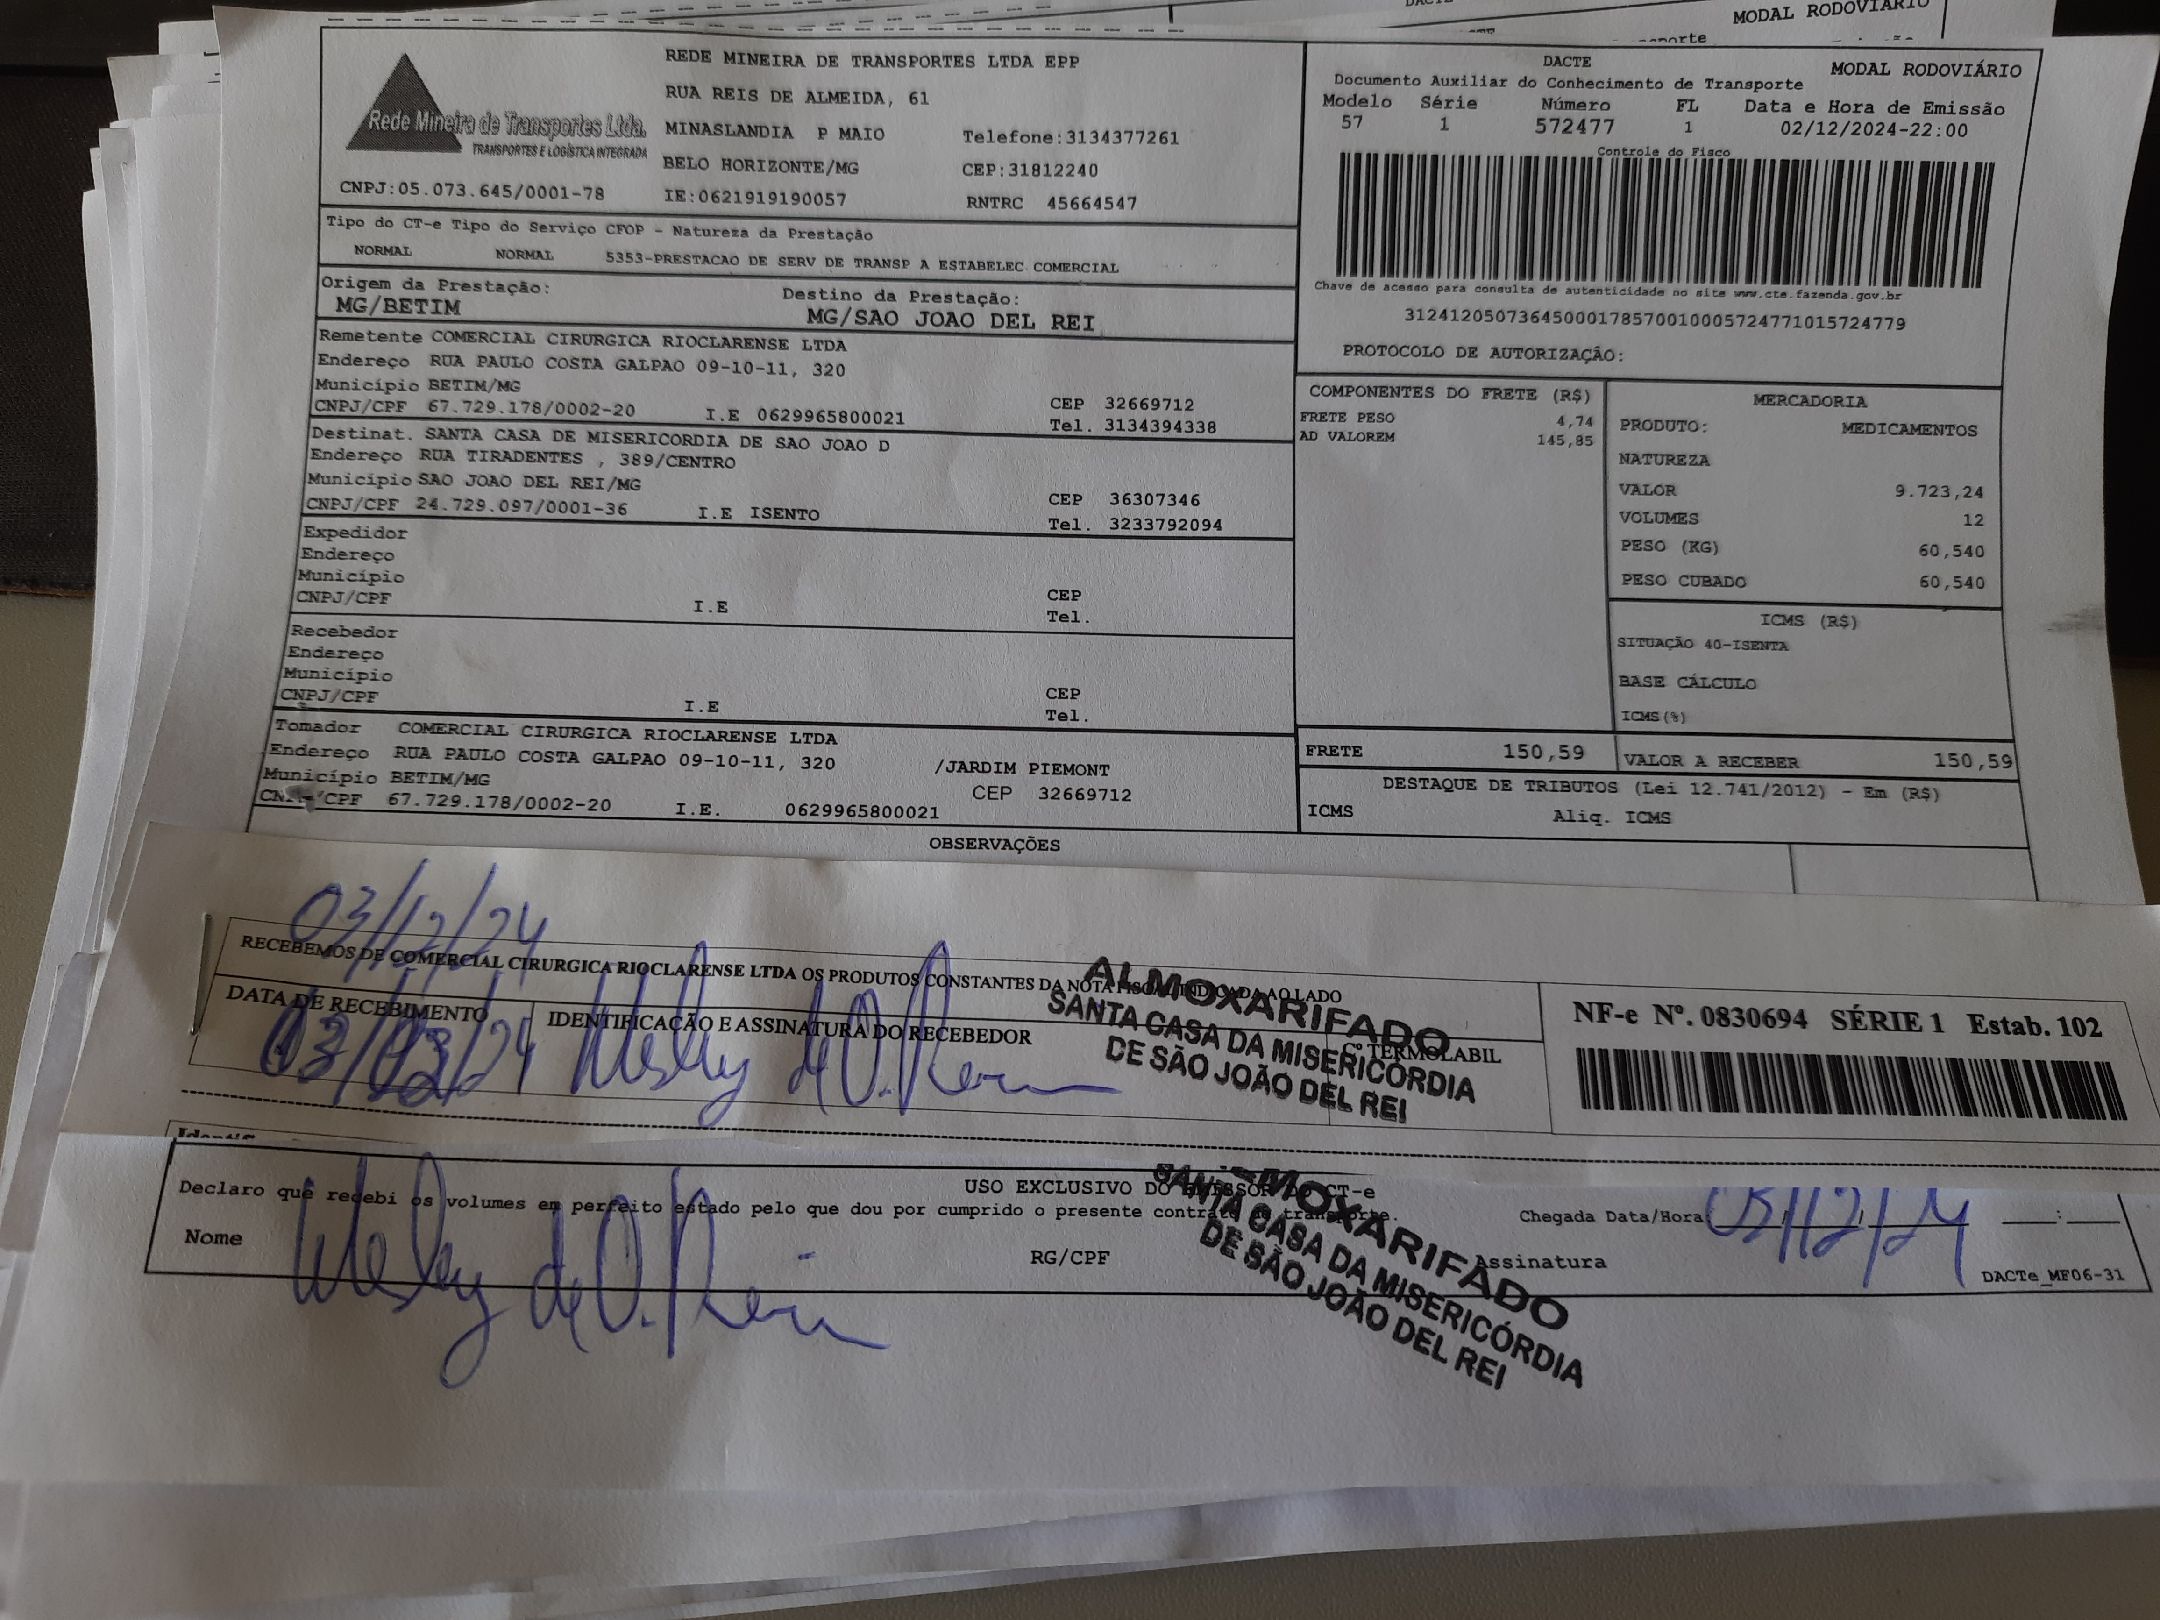 MODAL RODOVIÁRIO
REDE MINEIRA DE TRANSPORTES LTDA EPP
RUA REIS DE ALMEIDA, 61
Rede Mineira de Transportes Ltda.
TRANSPORTES E LOGÍSTICA INTEGRADA
MINASLANDIA P MAIO Telefone:3134377261
BELO HORIZONTE/MG CEP:31812240
CNPJ:05.073.645/0001-78 IE:0621919190057 RNTRC 45664547
DACTE MODAL RODOVIÁRIO
Documento Auxiliar do Conhecimento de Transporte
Modelo Série Número FL Data e Hora de Emissão
57 1 572477 1 02/12/2024-22:00
Controle do Fisco
Chave de acesso para consulta de autenticidade no site www.cte.fazenda.gov.br
31241205073645000178570010005724771015724779
PROTOCOLO DE AUTORIZAÇÃO:
Tipo do CT-e Tipo do Serviço CFOP - Natureza da Prestação
NORMAL NORMAL 5353-PRESTACAO DE SERV DE TRANSP A ESTABELEC COMERCIAL
Origem da Prestação: Destino da Prestação:
MG/BETIM MG/SAO JOAO DEL REI
Remetente COMERCIAL CIRURGICA RIOCLARENSE LTDA
Endereço RUA PAULO COSTA GALPAO 09-10-11, 320
Município BETIM/MG CEP 32669712
CNPJ/CPF 67.729.178/0002-20 I.E 0629965800021 Tel. 3134394338
Destinat. SANTA CASA DE MISERICORDIA DE SAO JOAO D
Endereço RUA TIRADENTES , 389/CENTRO
Município SAO JOAO DEL REI/MG CEP 36307346
CNPJ/CPF 24.729.097/0001-36 I.E ISENTO Tel. 3233792094
Expedidor
Endereço
Município CEP
CNPJ/CPF I.E Tel.
Recebedor
Endereço
Município CEP
CNPJ/CPF I.E Tel.
Tomador COMERCIAL CIRURGICA RIOCLARENSE LTDA
Endereço RUA PAULO COSTA GALPAO 09-10-11, 320 /JARDIM PIEMONT
Município BETIM/MG CEP 32669712
CNPJ/CPF 67.729.178/0002-20 I.E. 0629965800021
COMPONENTES DO FRETE (R$)
FRETE PESO 4,74
AD VALOREM 145,85
MERCADORIA
PRODUTO: MEDICAMENTOS
NATUREZA
VALOR 9.723,24
VOLUMES 12
PESO (KG) 60,540
PESO CUBADO 60,540
ICMS (R$)
SITUAÇÃO 40-ISENTA
BASE CÁLCULO
ICMS(%)
FRETE 150,59 VALOR A RECEBER 150,59
DESTAQUE DE TRIBUTOS (Lei 12.741/2012) - Em (R$)
ICMS Aliq. ICMS
OBSERVAÇÕES
03/12/24
RECEBEMOS DE COMERCIAL CIRURGICA RIOCLARENSE LTDA OS PRODUTOS CONSTANTES DA NOTA FISCAL INDICADA AO LADO
DATA DE RECEBIMENTO IDENTIFICAÇÃO E ASSINATURA DO RECEBEDOR Cº TERMOLABIL
03/12/24 Wesley de O.
ALMOXARIFADO
SANTA CASA DA MISERICÓRDIA
DE SÃO JOÃO DEL REI
NF-e Nº. 0830694 SÉRIE 1 Estab. 102
USO EXCLUSIVO DO EMISSOR DO CT-e
Declaro que recebi os volumes em perfeito estado pelo que dou por cumprido o presente contrato de transporte.
Chegada Data/Hora 03/12/24
Nome Wesley de O. RG/CPF Assinatura
ALMOXARIFADO
SANTA CASA DA MISERICÓRDIA
DE SÃO JOÃO DEL REI
DACTe_MF06-31